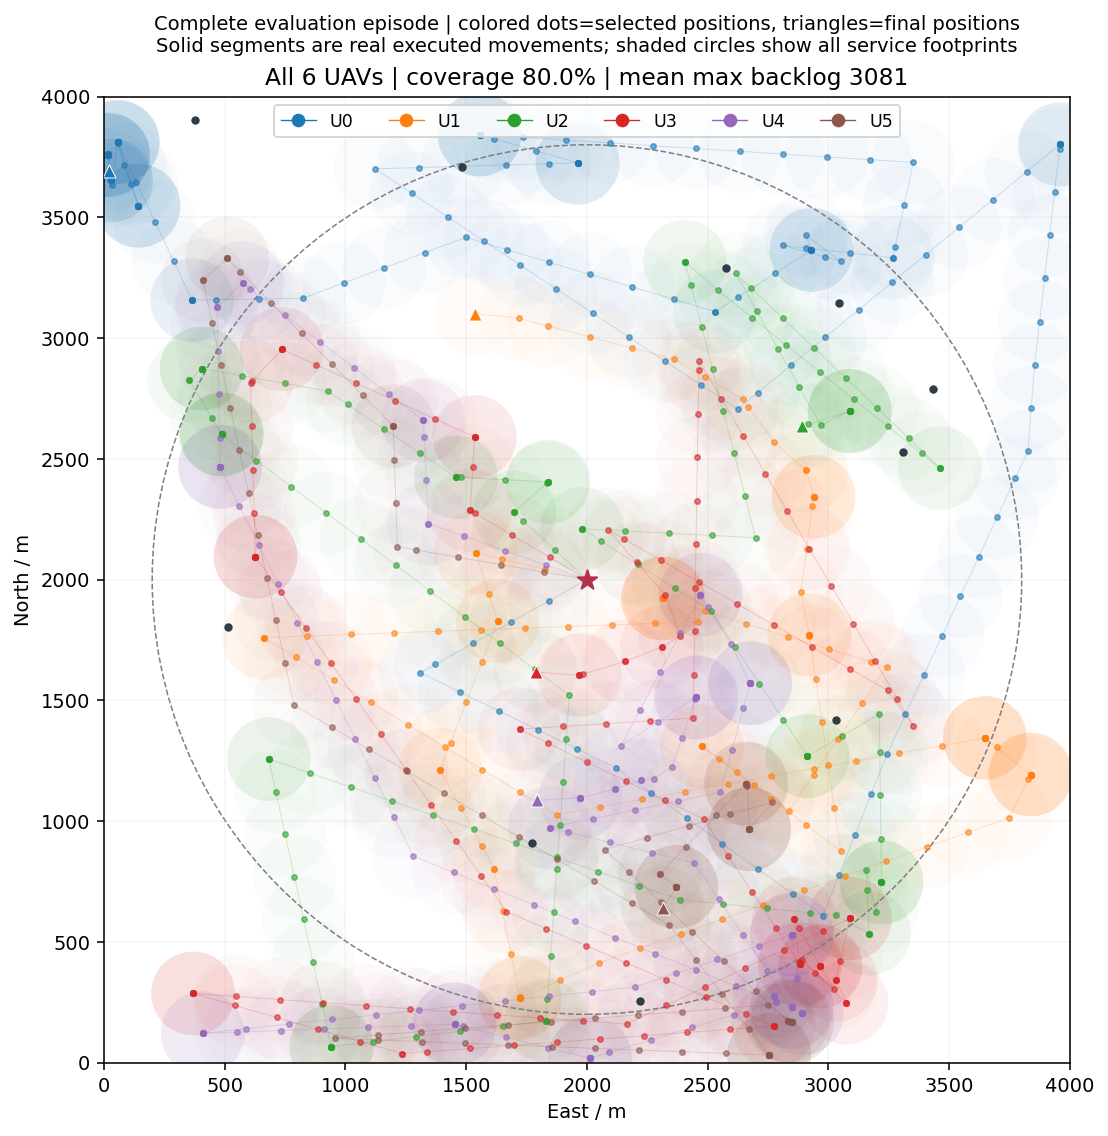 Complete evaluation episode | colored dots=selected positions, triangles=final positions
Solid segments are real executed movements; shaded circles show all service footprints
All 6 UAVs | coverage 80.0% | mean max backlog 3081
U0 U1 U2 U3 U4 U5
4000
3500
3000
2500
2000
1500
1000
500
0
North / m
0 500 1000 1500 2000 2500 3000 3500 4000
East / m